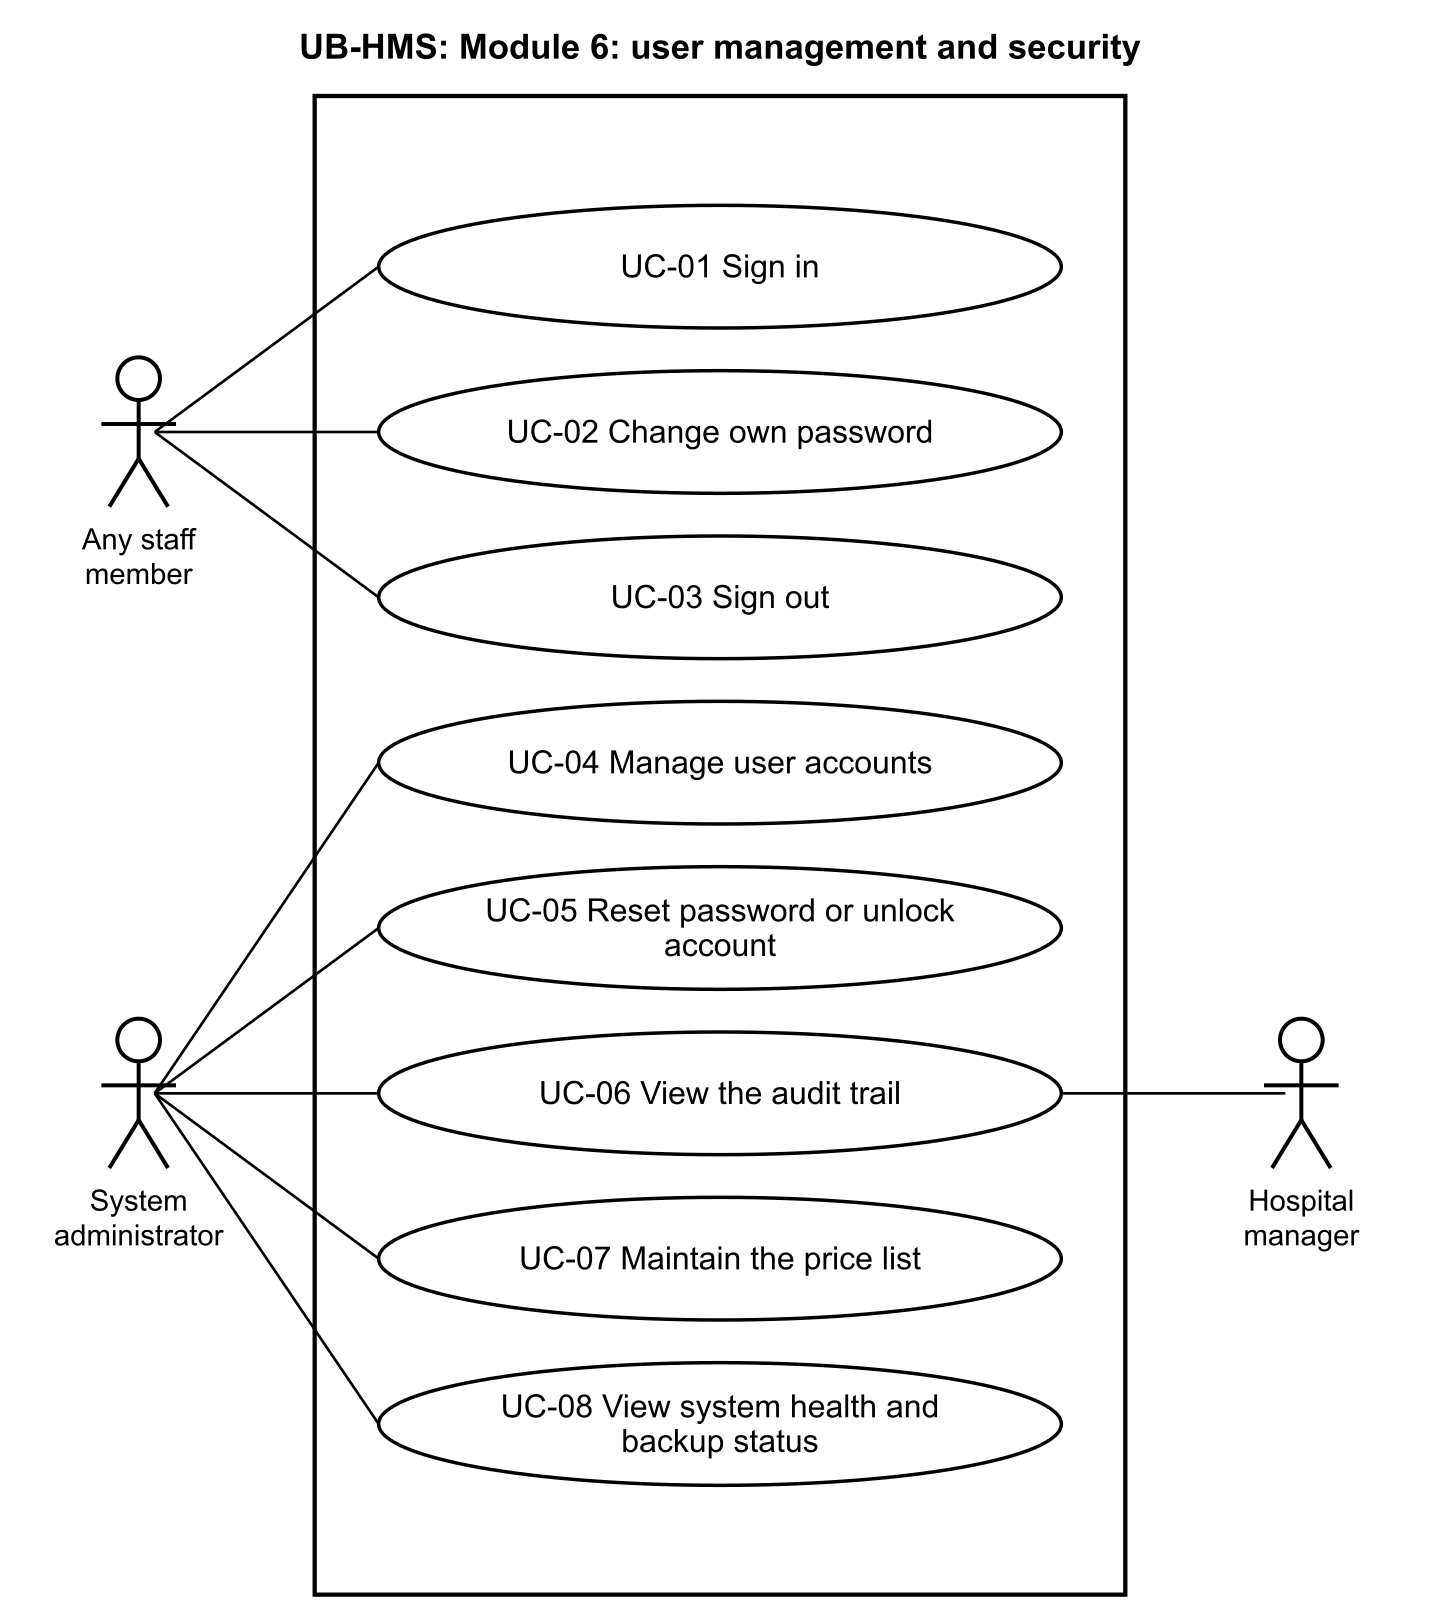 UB-HMS: Module 6: user management and security
UC-01 Sign in
UC-02 Change own password
Any staff
member
UC-03 Sign out
UC-04 Manage user accounts
UC-05 Reset password or unlock
account
UC-06 View the audit trail
System
administrator
Hospital
manager
UC-07 Maintain the price list
UC-08 View system health and
backup status